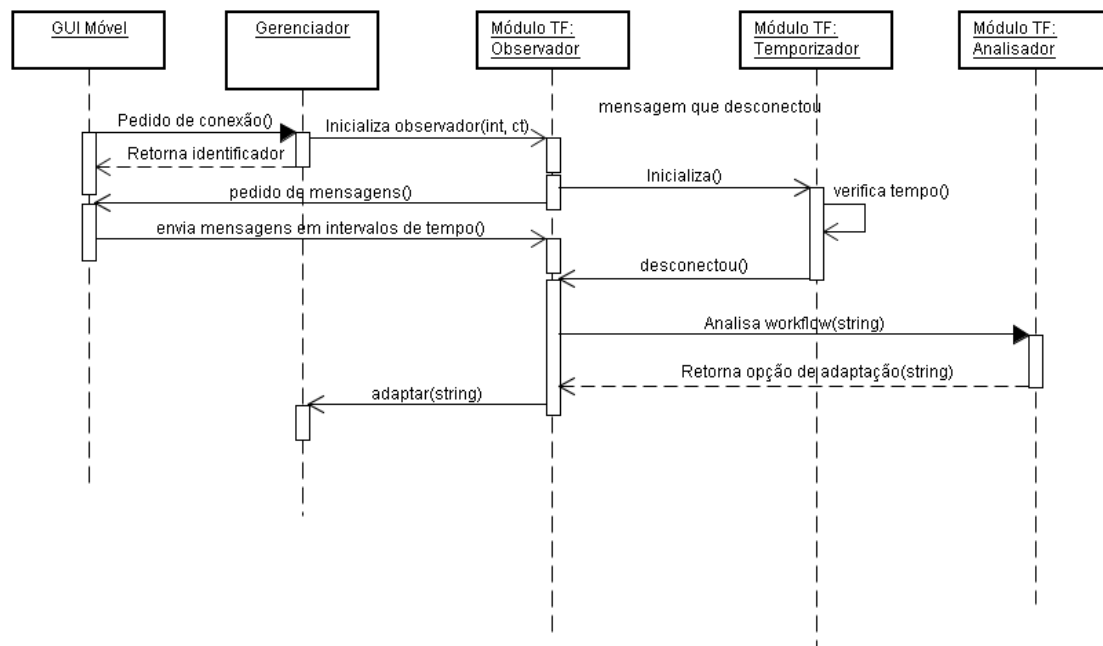 GUI Móvel
Gerenciador
Módulo TF:
Observador
Módulo TF:
Temporizador
Módulo TF:
Analisador
mensagem que desconectou
Pedido de conexão()
Inicializa observador(int, ct)
Retorna identificador
pedido de mensagens()
Inicializa()
verifica tempo()
envia mensagens em intervalos de tempo()
desconectou()
Analisa workflow(string)
Retorna opção de adaptação(string)
adaptar(string)